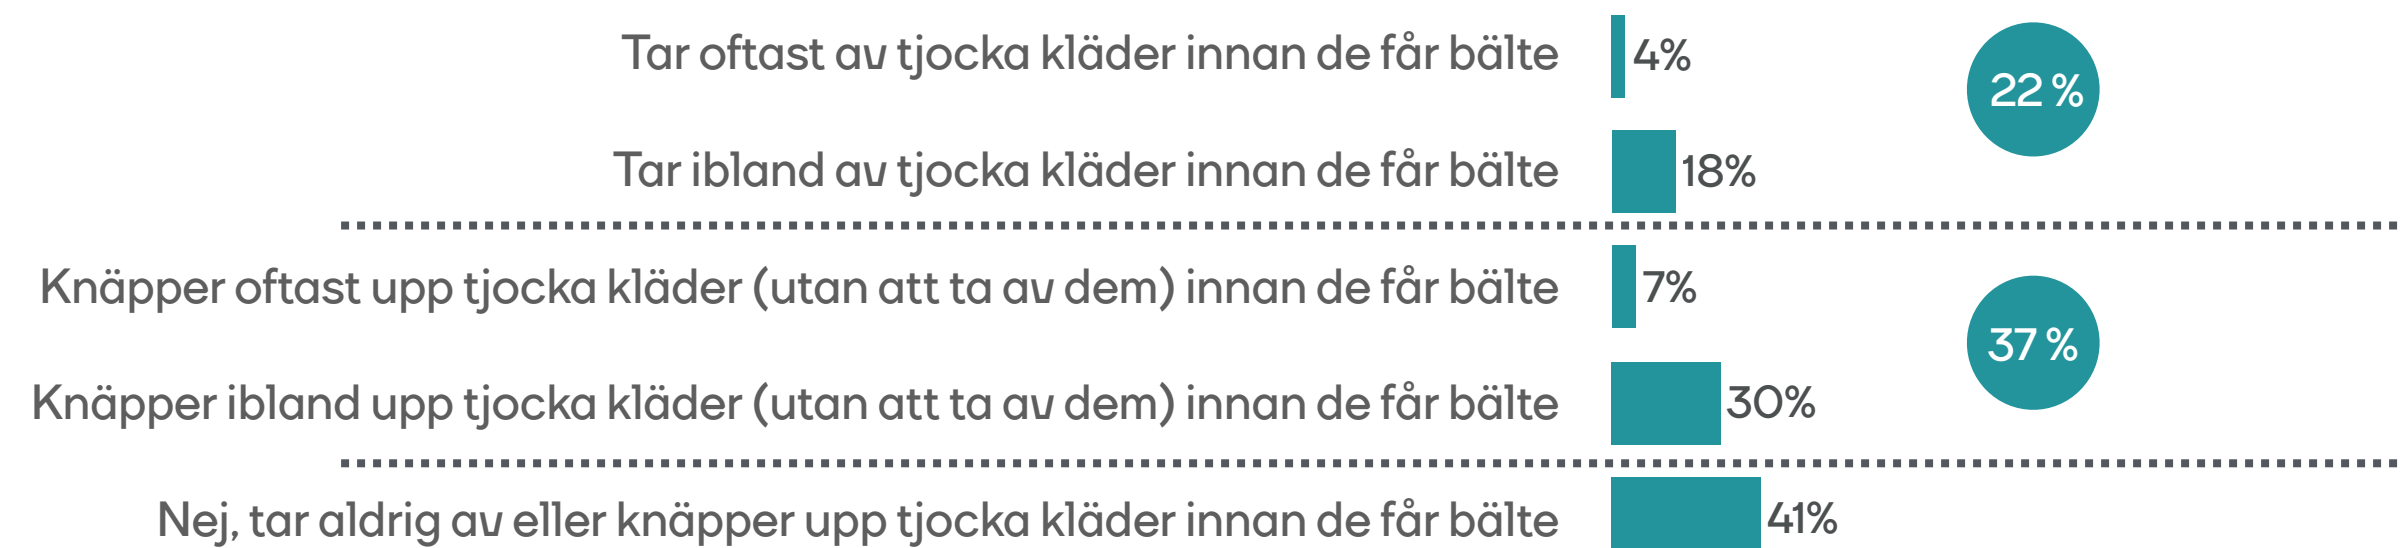 Tar oftast av tjocka kläder innan de får bälte 4%
22 %
Tar ibland av tjocka kläder innan de får bälte 18%
Knäpper oftast upp tjocka kläder (utan att ta av dem) innan de får bälte 7%
37 %
Knäpper ibland upp tjocka kläder (utan att ta av dem) innan de får bälte 30%
Nej, tar aldrig av eller knäpper upp tjocka kläder innan de får bälte 41%